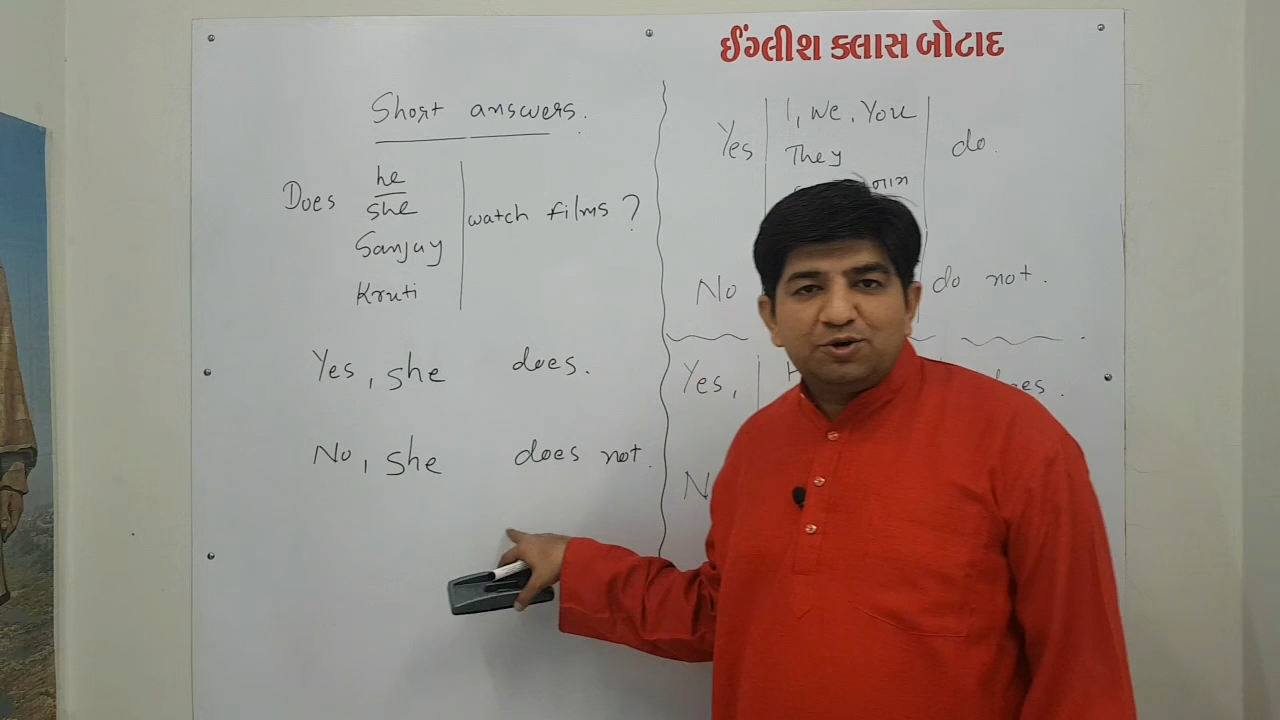 ઈંગ્લીશ ક્લાસ બોટાદ
Short answers.
Does he watch films ?
she
Sanjay
Kruti
Yes, she does.
No, she does not.
Yes I, we, You do.
They
નામ
No do not.
Yes, does.